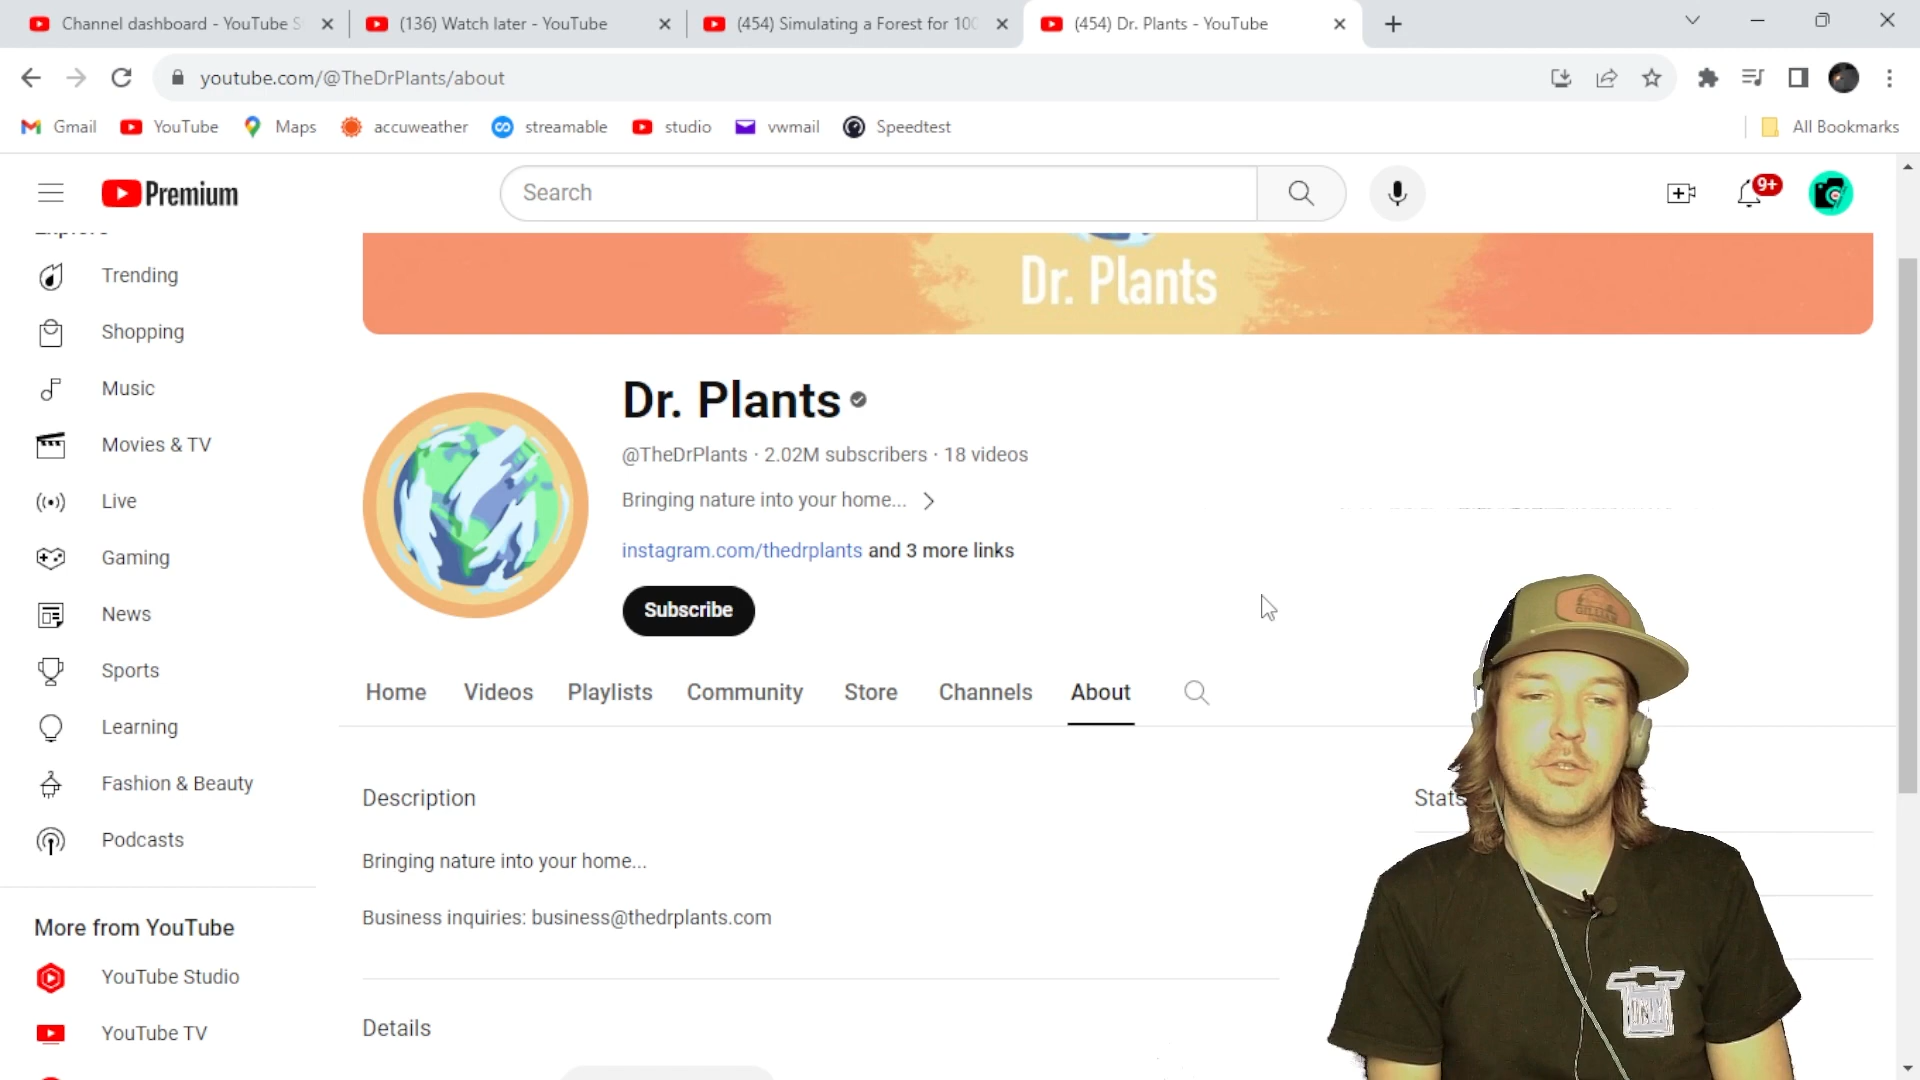 Channel dashboard - YouTube S
(136) Watch later - YouTube
(454) Simulating a Forest for 100
(454) Dr. Plants - YouTube
youtube.com/@TheDrPlants/about
Gmail
YouTube
Maps
accuweather
streamable
studio
vwmail
Speedtest
All Bookmarks
Premium
Search
9+
Explore
Trending
Shopping
Music
Movies & TV
Live
Gaming
News
Sports
Learning
Fashion & Beauty
Podcasts
More from YouTube
YouTube Studio
YouTube TV
Dr. Plants
Dr. Plants
@TheDrPlants · 2.02M subscribers · 18 videos
Bringing nature into your home...
instagram.com/thedrplants and 3 more links
Subscribe
Home
Videos
Playlists
Community
Store
Channels
About
Description
Stats
Bringing nature into your home...
Business inquiries: business@thedrplants.com
Details